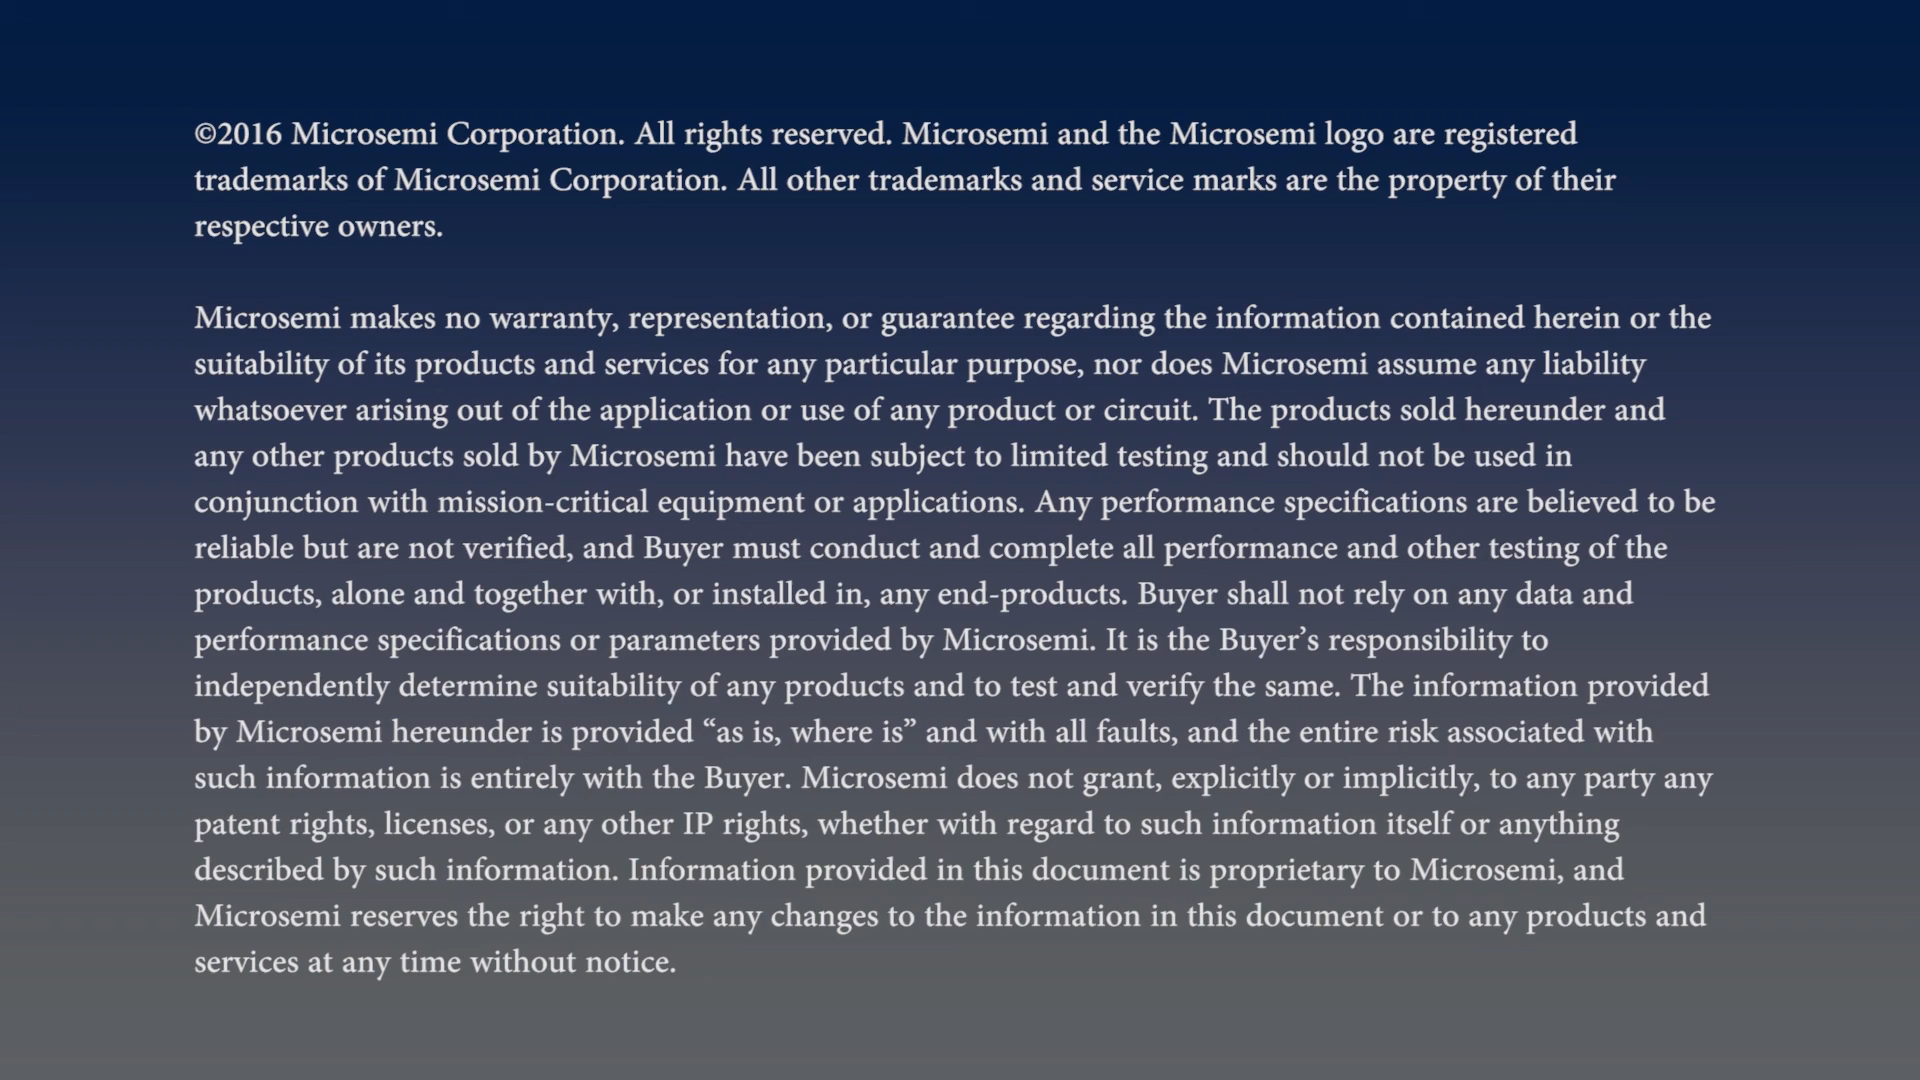 ©2016 Microsemi Corporation. All rights reserved. Microsemi and the Microsemi logo are registered
trademarks of Microsemi Corporation. All other trademarks and service marks are the property of their
respective owners.
Microsemi makes no warranty, representation, or guarantee regarding the information contained herein or the
suitability of its products and services for any particular purpose, nor does Microsemi assume any liability
whatsoever arising out of the application or use of any product or circuit. The products sold hereunder and
any other products sold by Microsemi have been subject to limited testing and should not be used in
conjunction with mission-critical equipment or applications. Any performance specifications are believed to be
reliable but are not verified, and Buyer must conduct and complete all performance and other testing of the
products, alone and together with, or installed in, any end-products. Buyer shall not rely on any data and
performance specifications or parameters provided by Microsemi. It is the Buyer’s responsibility to
independently determine suitability of any products and to test and verify the same. The information provided
by Microsemi hereunder is provided “as is, where is” and with all faults, and the entire risk associated with
such information is entirely with the Buyer. Microsemi does not grant, explicitly or implicitly, to any party any
patent rights, licenses, or any other IP rights, whether with regard to such information itself or anything
described by such information. Information provided in this document is proprietary to Microsemi, and
Microsemi reserves the right to make any changes to the information in this document or to any products and
services at any time without notice.